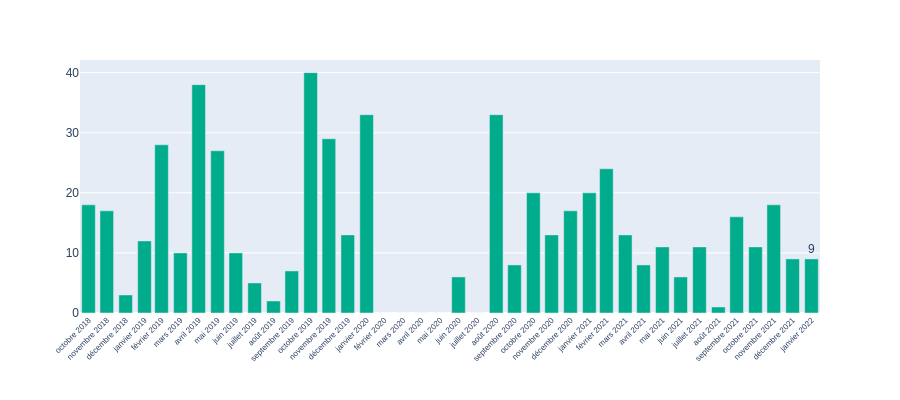 40
30
20
10
0
9
octobre 2018
novembre 2018
décembre 2018
janvier 2019
février 2019
mars 2019
avril 2019
mai 2019
juin 2019
juillet 2019
août 2019
septembre 2019
octobre 2019
novembre 2019
décembre 2019
janvier 2020
février 2020
mars 2020
avril 2020
mai 2020
juin 2020
juillet 2020
août 2020
septembre 2020
octobre 2020
novembre 2020
décembre 2020
janvier 2021
février 2021
mars 2021
avril 2021
mai 2021
juin 2021
juillet 2021
août 2021
septembre 2021
octobre 2021
novembre 2021
décembre 2021
janvier 2022